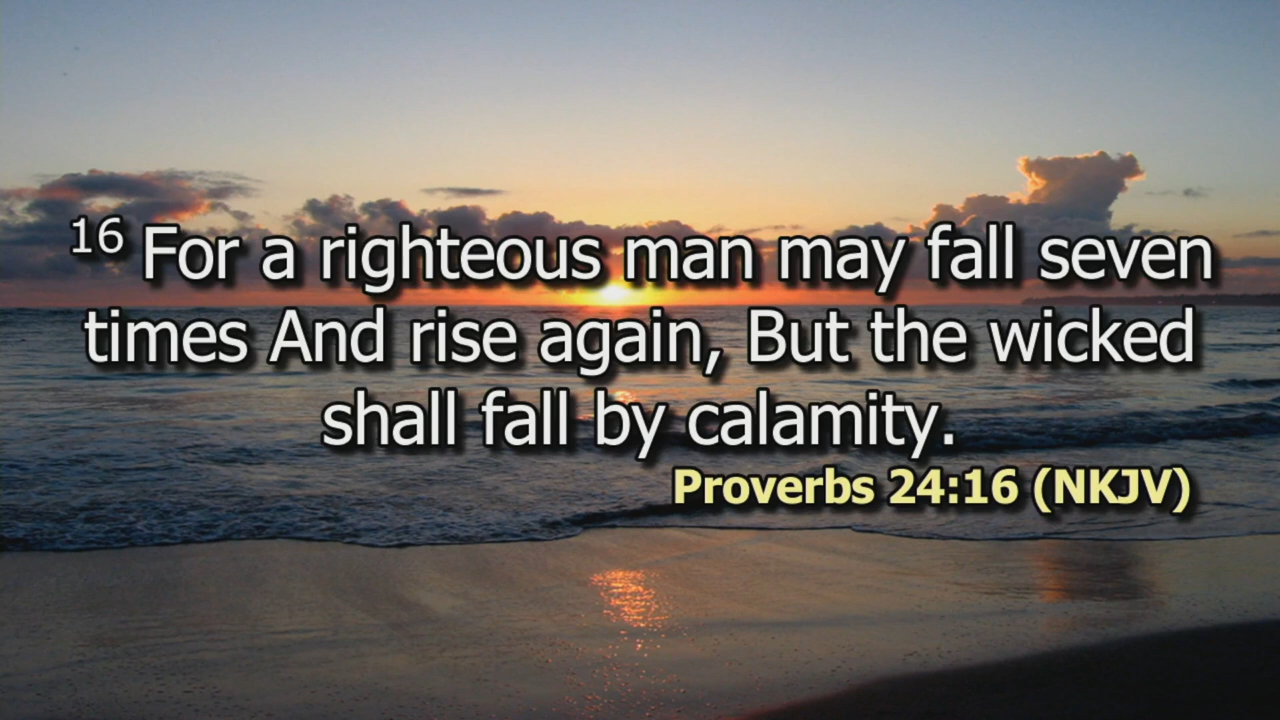 16 For a righteous man may fall seven
times And rise again, But the wicked
shall fall by calamity.
Proverbs 24:16 (NKJV)